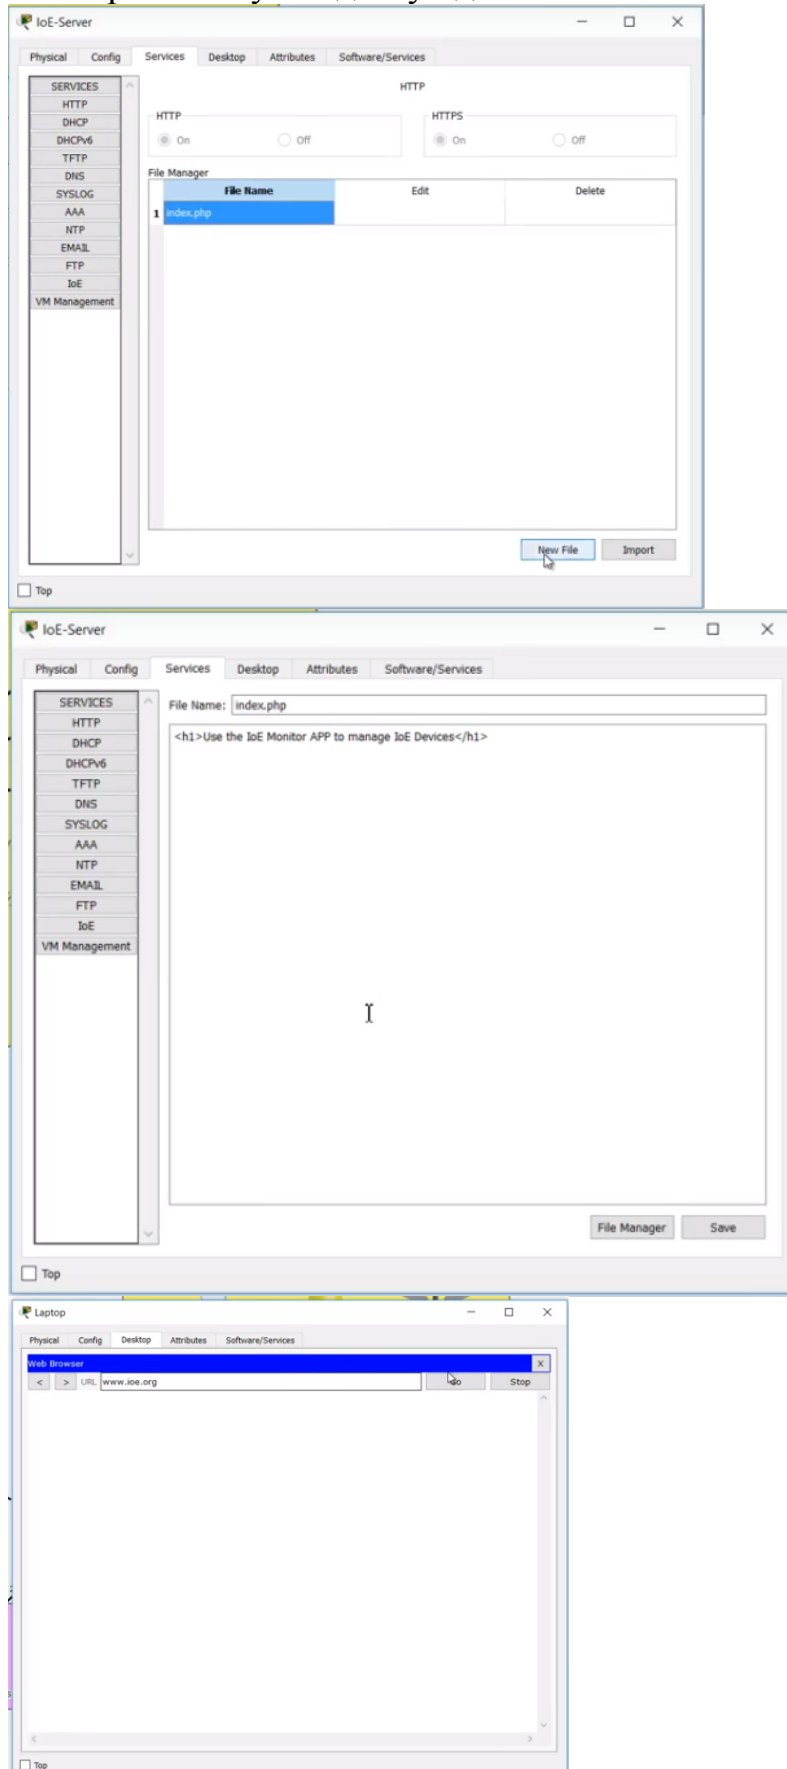 IoE-Server
Physical Config Services Desktop Attributes Software/Services
SERVICES
HTTP
DHCP
DHCPv6
TFTP
DNS
SYSLOG
AAA
NTP
EMAIL
FTP
IoE
VM Management
HTTP
HTTP
On Off
HTTPS
On Off
File Manager
File Name Edit Delete
1 index.php
New File Import
Top
IoE-Server
Physical Config Services Desktop Attributes Software/Services
SERVICES
HTTP
DHCP
DHCPv6
TFTP
DNS
SYSLOG
AAA
NTP
EMAIL
FTP
IoE
VM Management
File Name: index.php
<h1>Use the IoE Monitor APP to manage IoE Devices</h1>
File Manager Save
Top
Laptop
Physical Config Desktop Attributes Software/Services
Web Browser X
< > URL www.ioe.org Go Stop
Top